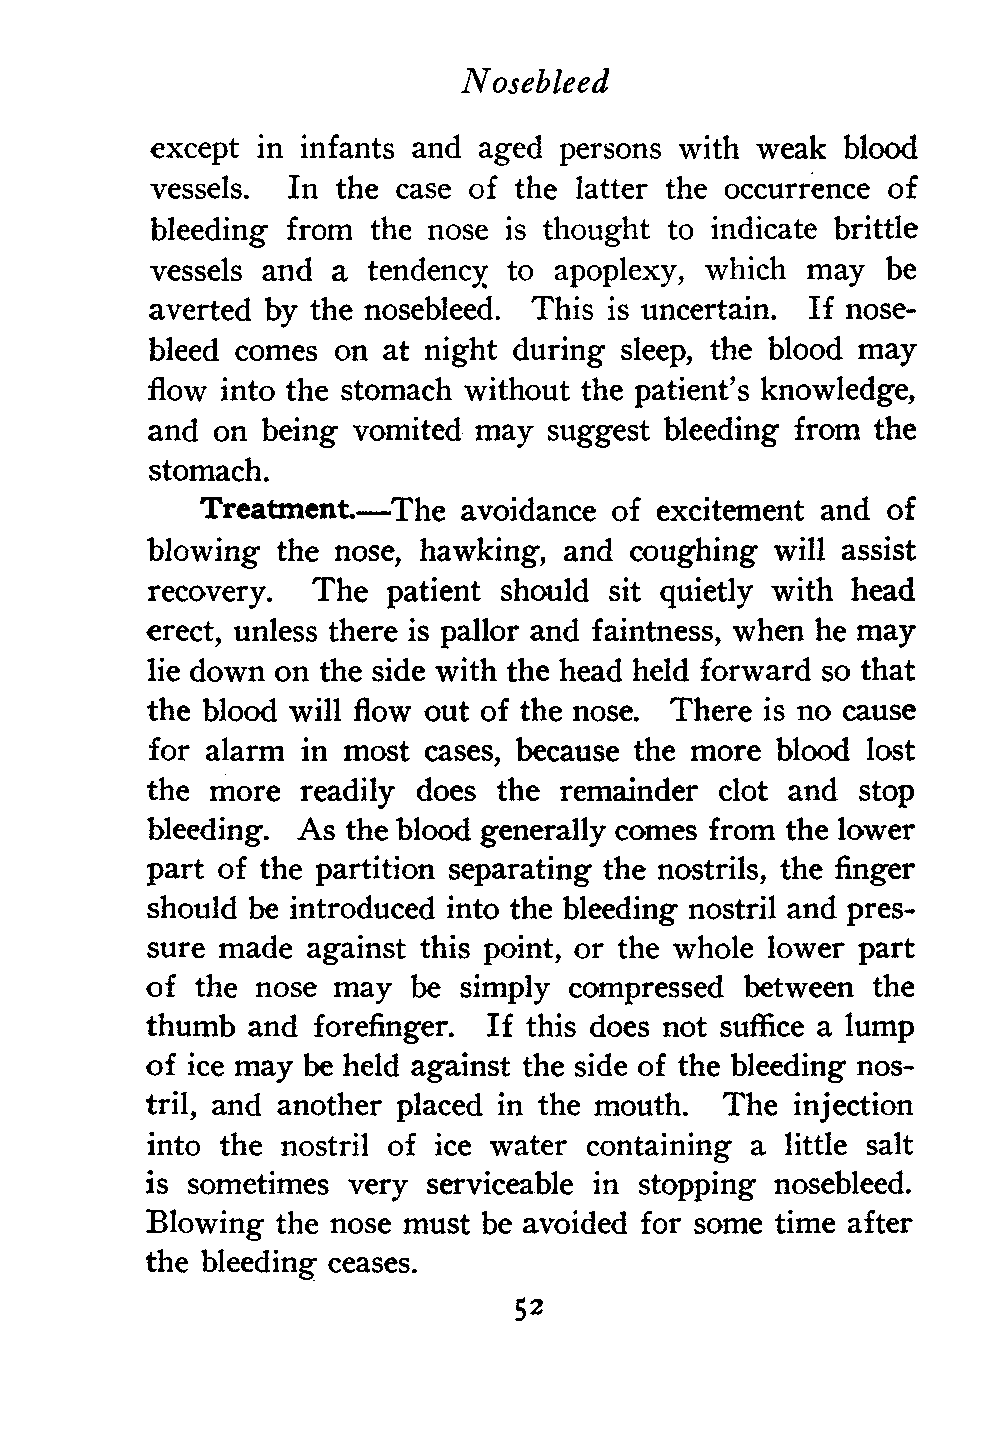 Nosebleed
except in infants and aged persons with weak blood
vessels. In the case of the latter the occurrence of
bleeding from the nose is thought to indicate brittle
vessels and a tendency to apoplexy, which may be
averted by the nosebleed. This is uncertain. If nose-
bleed comes on at night during sleep, the blood may
flow into the stomach without the patient's knowledge,
and on being vomited may suggest bleeding from the
stomach.
Treatment.—The avoidance of excitement and of
blowing the nose, hawking, and coughing will assist
recovery. The patient should sit quietly with head
erect, unless there is pallor and faintness, when he may
lie down on the side with the head held forward so that
the blood will flow out of the nose. There is no cause
for alarm in most cases, because the more blood lost
the more readily does the remainder clot and stop
bleeding. As the blood generally comes from the lower
part of the partition separating the nostrils, the finger
should be introduced into the bleeding nostril and pres-
sure made against this point, or the whole lower part
of the nose may be simply compressed between the
thumb and forefinger. If this does not suffice a lump
of ice may be held against the side of the bleeding nos-
tril, and another placed in the mouth. The injection
into the nostril of ice water containing a little salt
is sometimes very serviceable in stopping nosebleed.
Blowing the nose must be avoided for some time after
the bleeding ceases.
52